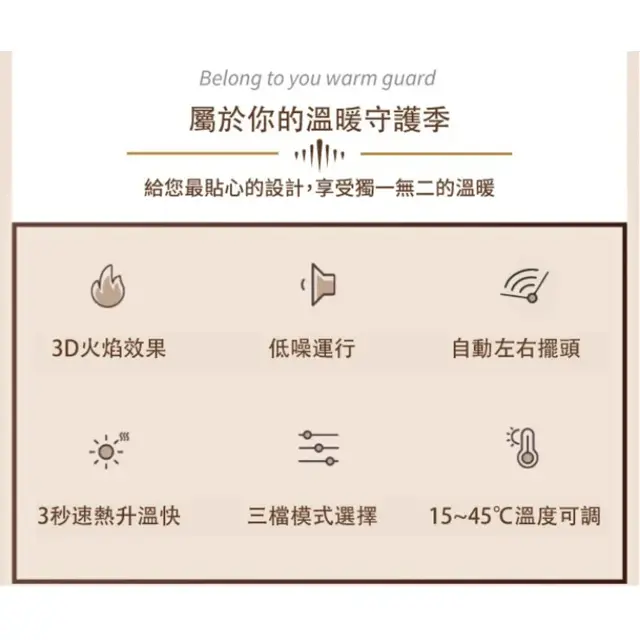 Belong to you warm guard
屬於你的溫暖守護季
給您最貼心的設計,享受獨一無二的溫暖
3D火焰效果
低噪運行
自動左右擺頭
3秒速熱升溫快
三檔模式選擇
15~45℃溫度可調